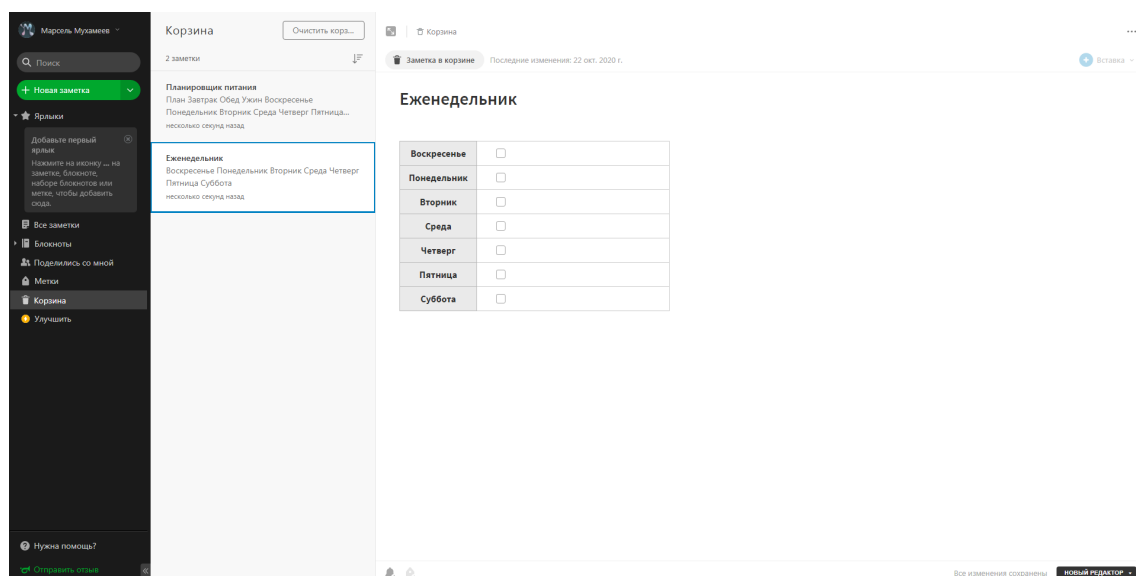 Марсель Мухамеев
Поиск
Новая заметка
Ярлыки
Добавьте первый
ярлык
Нажмите на иконку ... на
заметке, блокноте,
наборе блокнотов или
метке, чтобы добавить
сюда.
Все заметки
Блокноты
Поделились со мной
Метки
Корзина
Улучшить
Нужна помощь?
Отправить отзыв
Корзина
Очистить корз...
2 заметки
Планировщик питания
План Завтрак Обед Ужин Воскресенье
Понедельник Вторник Среда Четверг Пятница...
несколько секунд назад
Еженедельник
Воскресенье Понедельник Вторник Среда Четверг
Пятница Суббота
несколько секунд назад
Корзина
Заметка в корзине Последние изменения: 22 окт. 2020 г.
Вставка
Еженедельник
Воскресенье
Понедельник
Вторник
Среда
Четверг
Пятница
Суббота
Все изменения сохранены НОВЫЙ РЕДАКТОР